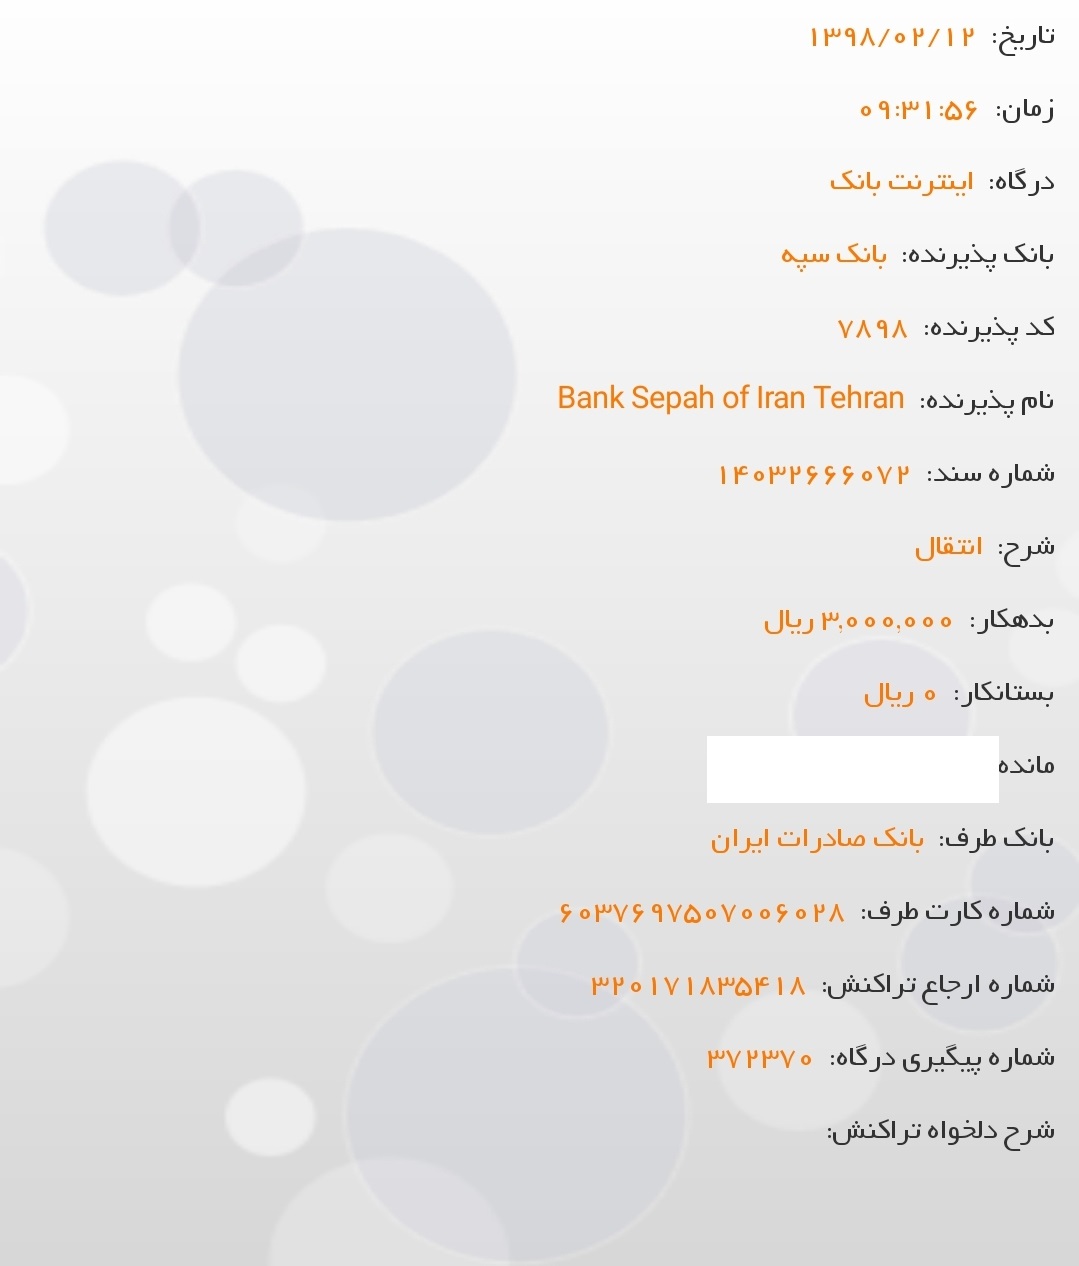 تاریخ: ۱۳۹۸/۰۲/۱۲
زمان: ۰۹:۳۱:۵۶
درگاه: اینترنت بانک
بانک پذیرنده: بانک سپه
کد پذیرنده: ۷۸۹۸
نام پذیرنده: Bank Sepah of Iran Tehran
شماره سند: ۱۴۰۳۲۶۶۶۰۷۲
شرح: انتقال
بدهکار: ۳,۰۰۰,۰۰۰ ریال
بستانکار: ۰ ریال
مانده
بانک طرف: بانک صادرات ایران
شماره کارت طرف: ۶۰۳۷۶۹۷۵۰۷۰۰۶۰۲۸
شماره ارجاع تراکنش: ۳۲۰۱۷۱۸۳۵۴۱۸
شماره پیگیری درگاه: ۳۷۲۳۷۰
شرح دلخواه تراکنش: